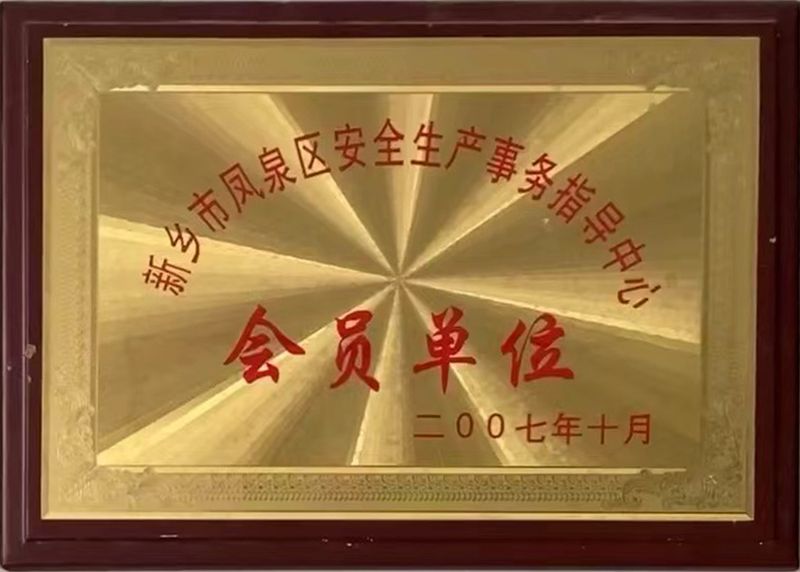 新乡市凤泉区安全生产事务指导中心
会员单位
二00七年十月